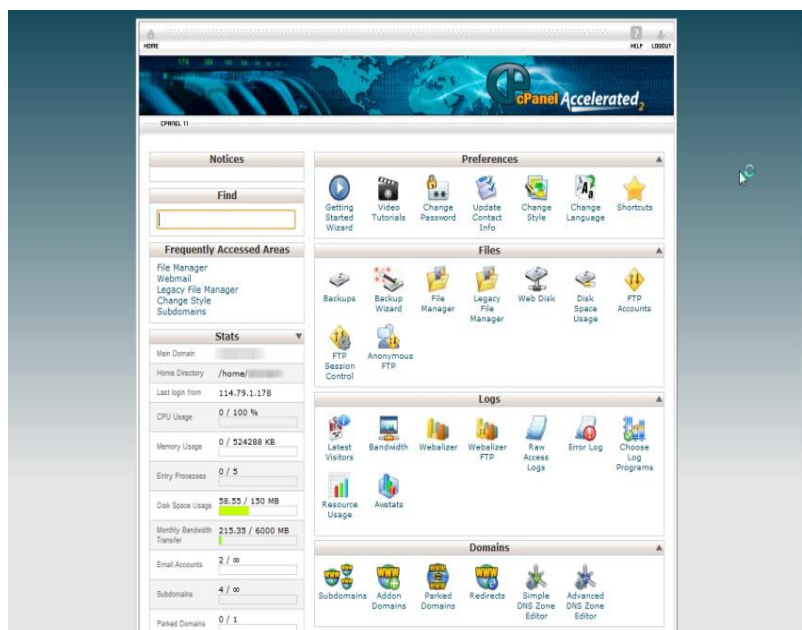 HOME
HELP LOGOUT
cPanel Accelerated2
CPANEL 11
Notices
Find
Frequently Accessed Areas
File Manager
Webmail
Legacy File Manager
Change Style
Subdomains
Stats
Main Domain
Home Directory /home/
Last login from 114.79.1.178
CPU Usage 0 / 100 %
Memory Usage 0 / 524288 KB
Entry Processes 0 / 5
Disk Space Usage 58.55 / 150 MB
Monthly Bandwidth Transfer 215.35 / 6000 MB
Email Accounts 2 / ∞
Subdomains 4 / ∞
Parked Domains 0 / 1
Preferences
Getting Started Wizard
Video Tutorials
Change Password
Update Contact Info
Change Style
Change Language
Shortcuts
Files
Backups
Backup Wizard
File Manager
Legacy File Manager
Web Disk
Disk Space Usage
FTP Accounts
FTP Session Control
Anonymous FTP
Logs
Latest Visitors
Bandwidth
Webalizer
Webalizer FTP
Raw Access Logs
Error Log
Choose Log Programs
Resource Usage
Awstats
Domains
Subdomains
Addon Domains
Parked Domains
Redirects
Simple DNS Zone Editor
Advanced DNS Zone Editor